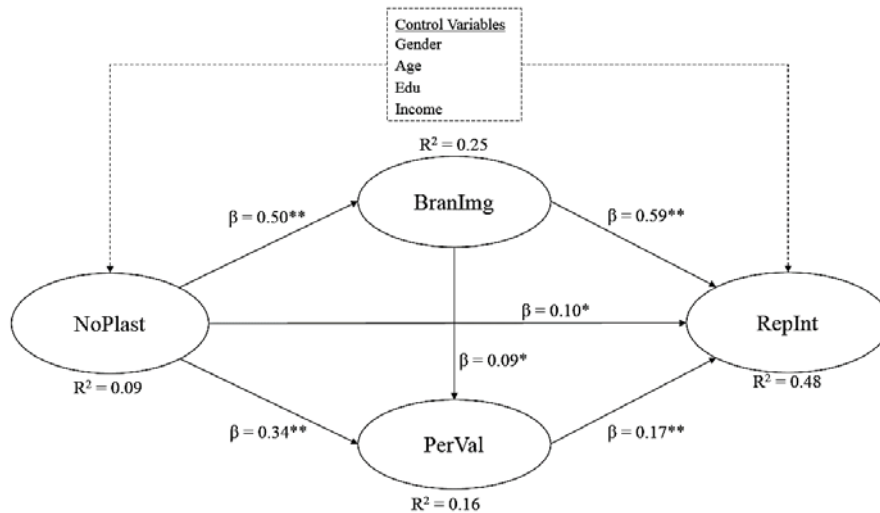 Control Variables
Gender
Age
Edu
Income
R² = 0.25
BranImg
β = 0.50**
β = 0.59**
NoPlast
β = 0.10*
RepInt
R² = 0.09
β = 0.09*
R² = 0.48
β = 0.34**
PerVal
β = 0.17**
R² = 0.16